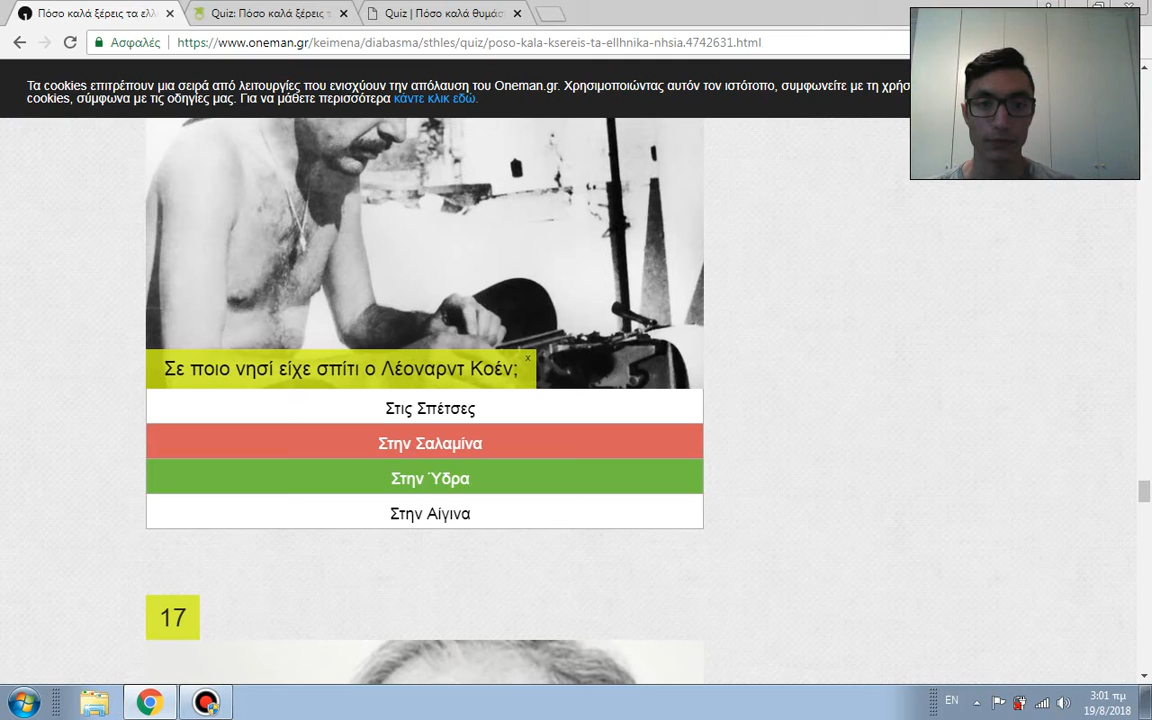 Πόσο καλά ξέρεις τα ελλ
Quiz: Πόσο καλά ξέρεις τ
Quiz | Πόσο καλά θυμάσ
Ασφαλές
https://www.oneman.gr/keimena/diabasma/sthles/quiz/poso-kala-ksereis-ta-ellhnika-nhsia.4742631.html
Τα cookies επιτρέπουν μια σειρά από λειτουργίες που ενισχύουν την απόλαυση του Oneman.gr. Χρησιμοποιώντας αυτόν τον ιστότοπο, συμφωνείτε με τη χρήσ
cookies, σύμφωνα με τις οδηγίες μας. Για να μάθετε περισσότερα κάντε κλικ εδώ.
Σε ποιο νησί είχε σπίτι ο Λέοναρντ Κοέν;
x
Στις Σπέτσες
Στην Σαλαμίνα
Στην Ύδρα
Στην Αίγινα
17
EN
3:01 πμ
19/8/2018